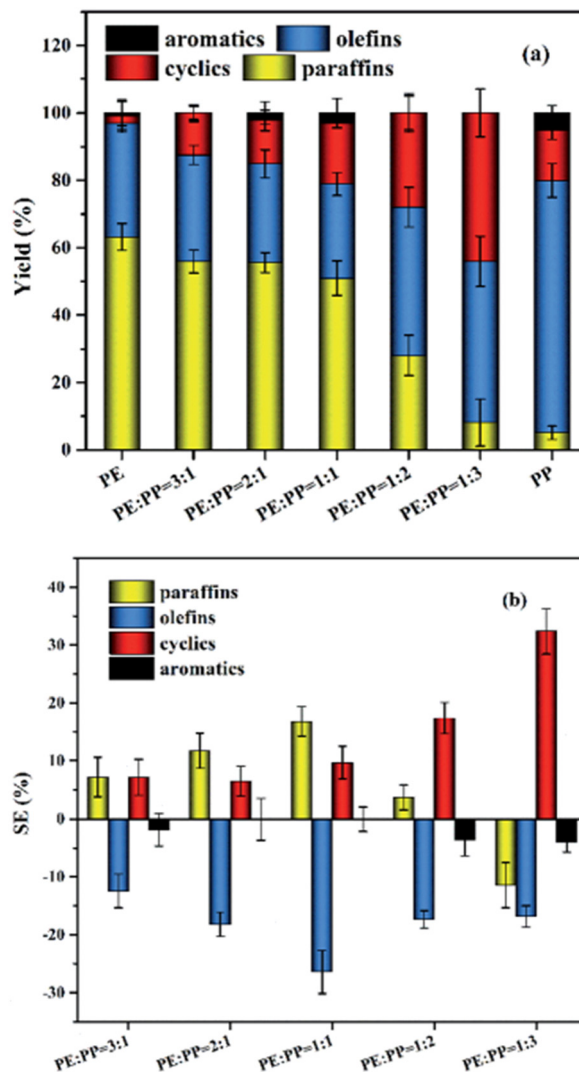 aromatics olefins
cyclics paraffins
(a)
Yield (%)
120
100
80
60
40
20
0
PE
PE:PP=3:1
PE:PP=2:1
PE:PP=1:1
PE:PP=1:2
PE:PP=1:3
PP
paraffins
olefins
cyclics
aromatics
(b)
SE (%)
40
30
20
10
0
-10
-20
-30
PE:PP=3:1
PE:PP=2:1
PE:PP=1:1
PE:PP=1:2
PE:PP=1:3